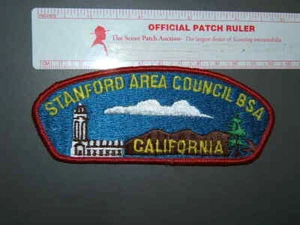 OFFICIAL PATCH RULER
The Scout Patch Auction - The largest dealer of Scouting memorabilia
STANFORD AREA COUNCIL BSA
CALIFORNIA